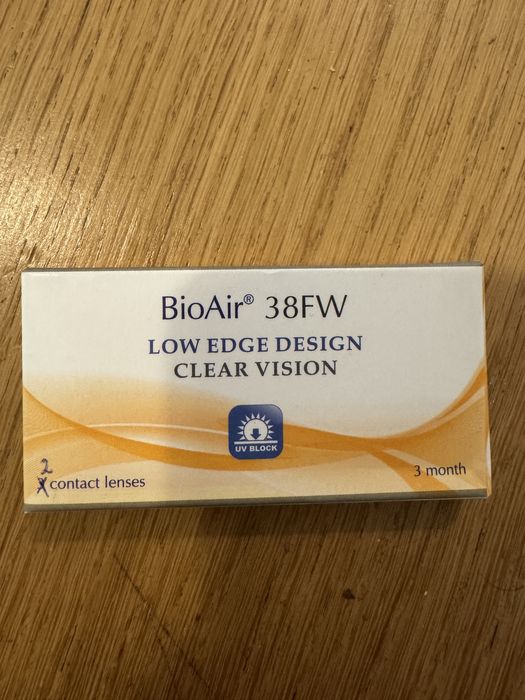 BioAir® 38FW
LOW EDGE DESIGN
CLEAR VISION
UV BLOCK
2
contact lenses
3 month